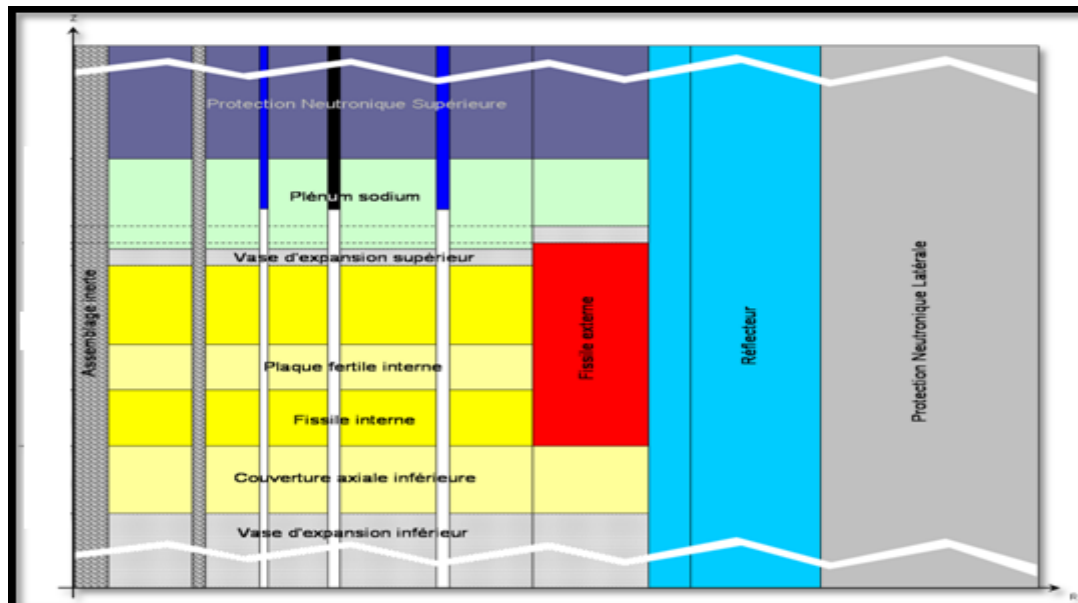 Z
Protection Neutronique Supérieure
Plénum sodium
Vase d'expansion supérieur
Assemblage inerte
Plaque fertile interne
Fissile interne
Couverture axiale inférieure
Vase d'expansion inférieur
Fissile externe
Réflecteur
Protection Neutronique Latérale
R